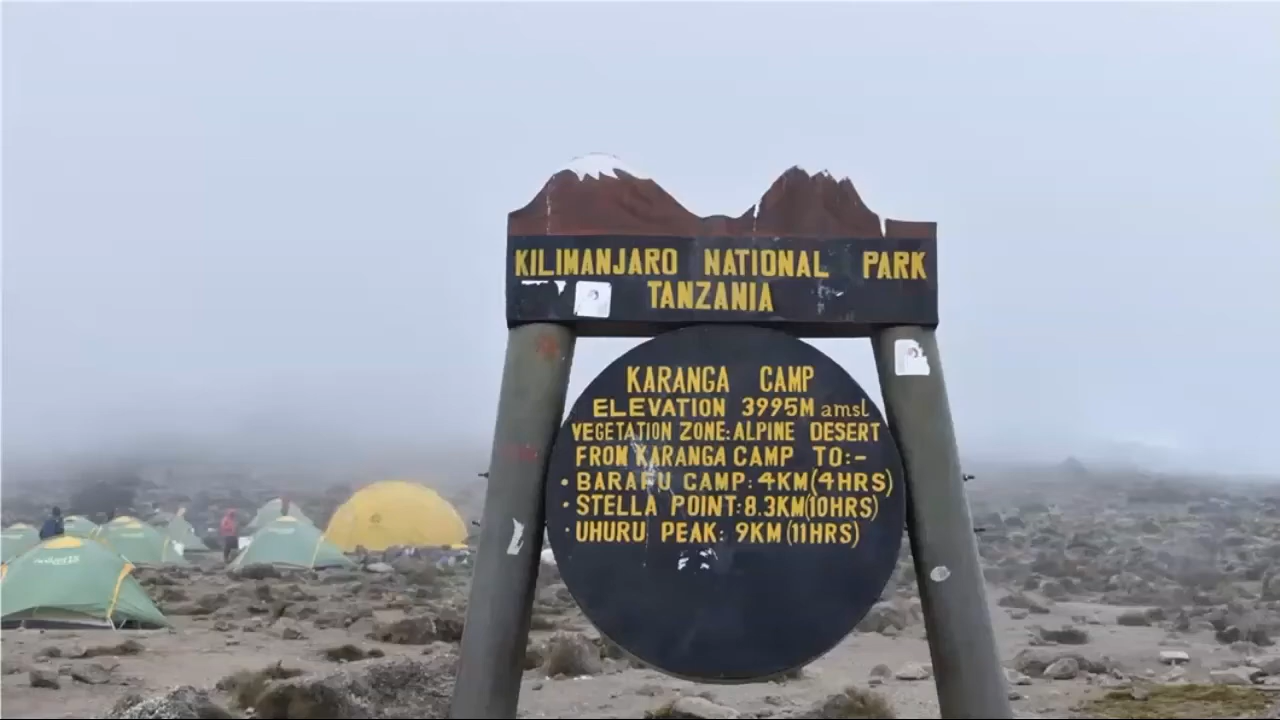 KILIMANJARO NATIONAL PARK
TANZANIA
KARANGA CAMP
ELEVATION 3995M amsl
VEGETATION ZONE: ALPINE DESERT
FROM KARANGA CAMP TO:-
• BARAFU CAMP: 4KM(4HRS)
• STELLA POINT: 8.3KM(10HRS)
• UHURU PEAK: 9KM(11HRS)